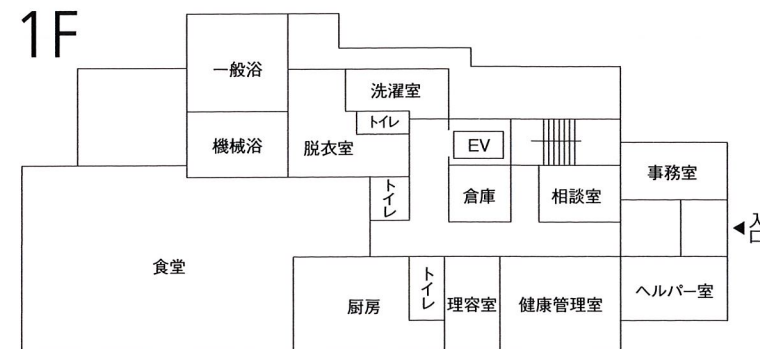 1F
一般浴
洗濯室
トイレ
機械浴
脱衣室
EV
事務室
トイレ
倉庫
相談室
入口
食堂
トイレ
ヘルパー室
厨房
理容室
健康管理室